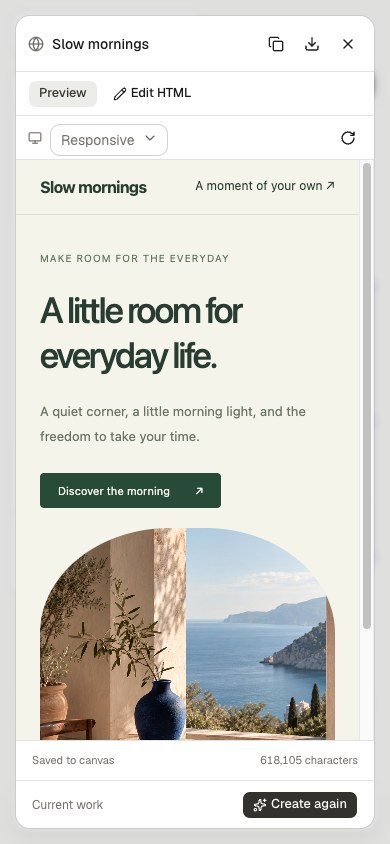 Slow mornings
Preview
Edit HTML
Responsive
Slow mornings
A moment of your own ↗
MAKE ROOM FOR THE EVERYDAY
A little room for
everyday life.
A quiet corner, a little morning light, and the
freedom to take your time.
Discover the morning ↗
Saved to canvas
618,105 characters
Current work
Create again